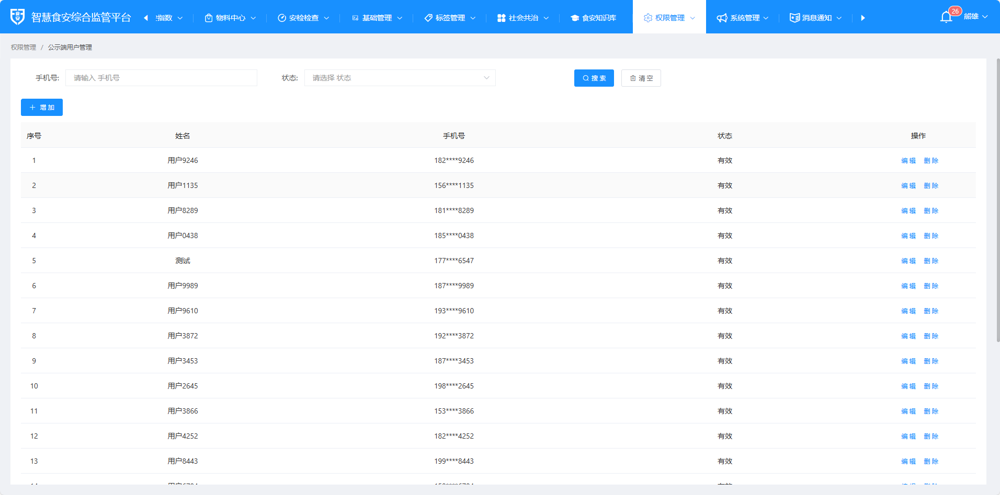 智慧食安综合监管平台 指数 物料中心 安检检查 基础管理 标签管理 社会共治 食安知识库 权限管理 系统管理 消息通知 26 熊雄
权限管理 / 公示端用户管理
手机号: 请输入 手机号 状态: 请选择 状态 搜 索 清 空
增 加
序号 姓名 手机号 状态 操作
1 用户9246 182****9246 有效 编 辑 删 除
2 用户1135 156****1135 有效 编 辑 删 除
3 用户8289 181****8289 有效 编 辑 删 除
4 用户0438 185****0438 有效 编 辑 删 除
5 测试 177****6547 有效 编 辑 删 除
6 用户9989 187****9989 有效 编 辑 删 除
7 用户9610 193****9610 有效 编 辑 删 除
8 用户3872 192****3872 有效 编 辑 删 除
9 用户3453 187****3453 有效 编 辑 删 除
10 用户2645 198****2645 有效 编 辑 删 除
11 用户3866 153****3866 有效 编 辑 删 除
12 用户4252 182****4252 有效 编 辑 删 除
13 用户8443 199****8443 有效 编 辑 删 除